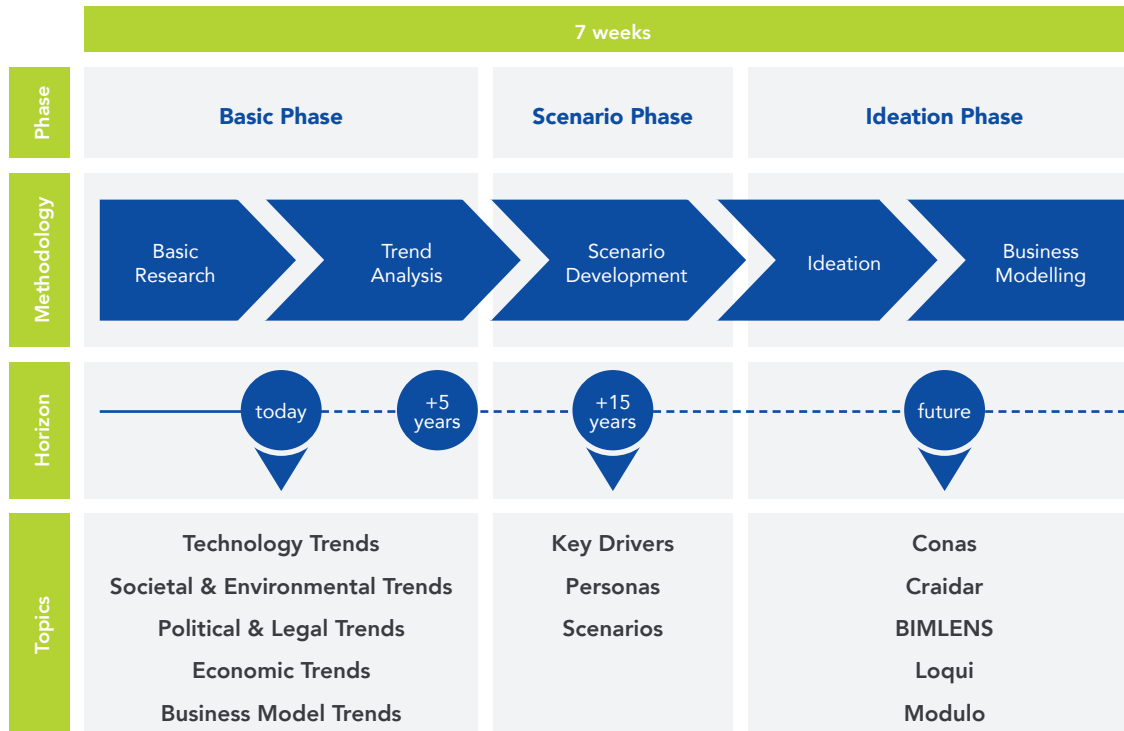 7 weeks
Phase
Basic Phase
Scenario Phase
Ideation Phase
Methodology
Basic
Research
Trend
Analysis
Scenario
Development
Ideation
Business
Modelling
Horizon
today
+5
years
+15
years
future
Topics
Technology Trends
Societal & Environmental Trends
Political & Legal Trends
Economic Trends
Business Model Trends
Key Drivers
Personas
Scenarios
Conas
Craidar
BIMLENS
Loqui
Modulo